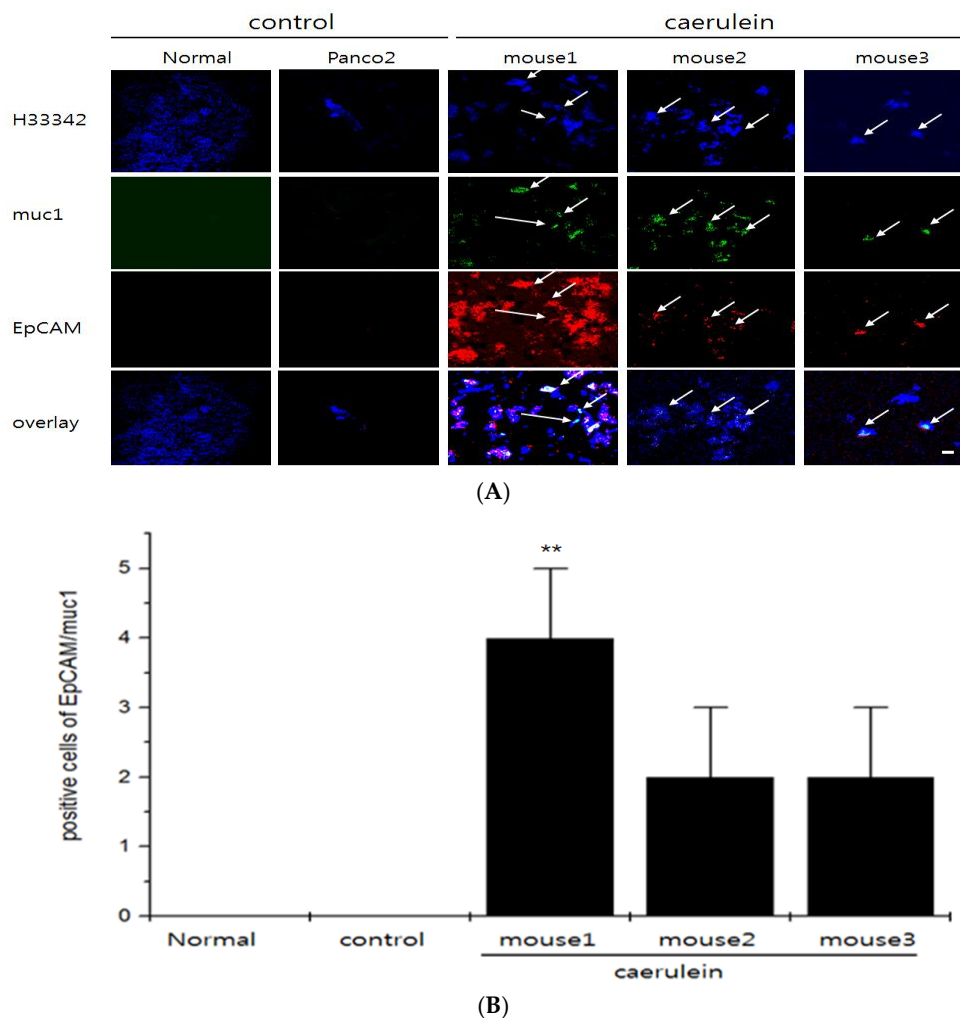 control caerulein
Normal Panco2 mouse1 mouse2 mouse3
H33342
muc1
EpCAM
overlay
(A)
positive cells of EpCAM/muc1
**
5
4
3
2
1
0
Normal control mouse1 mouse2 mouse3
caerulein
(B)